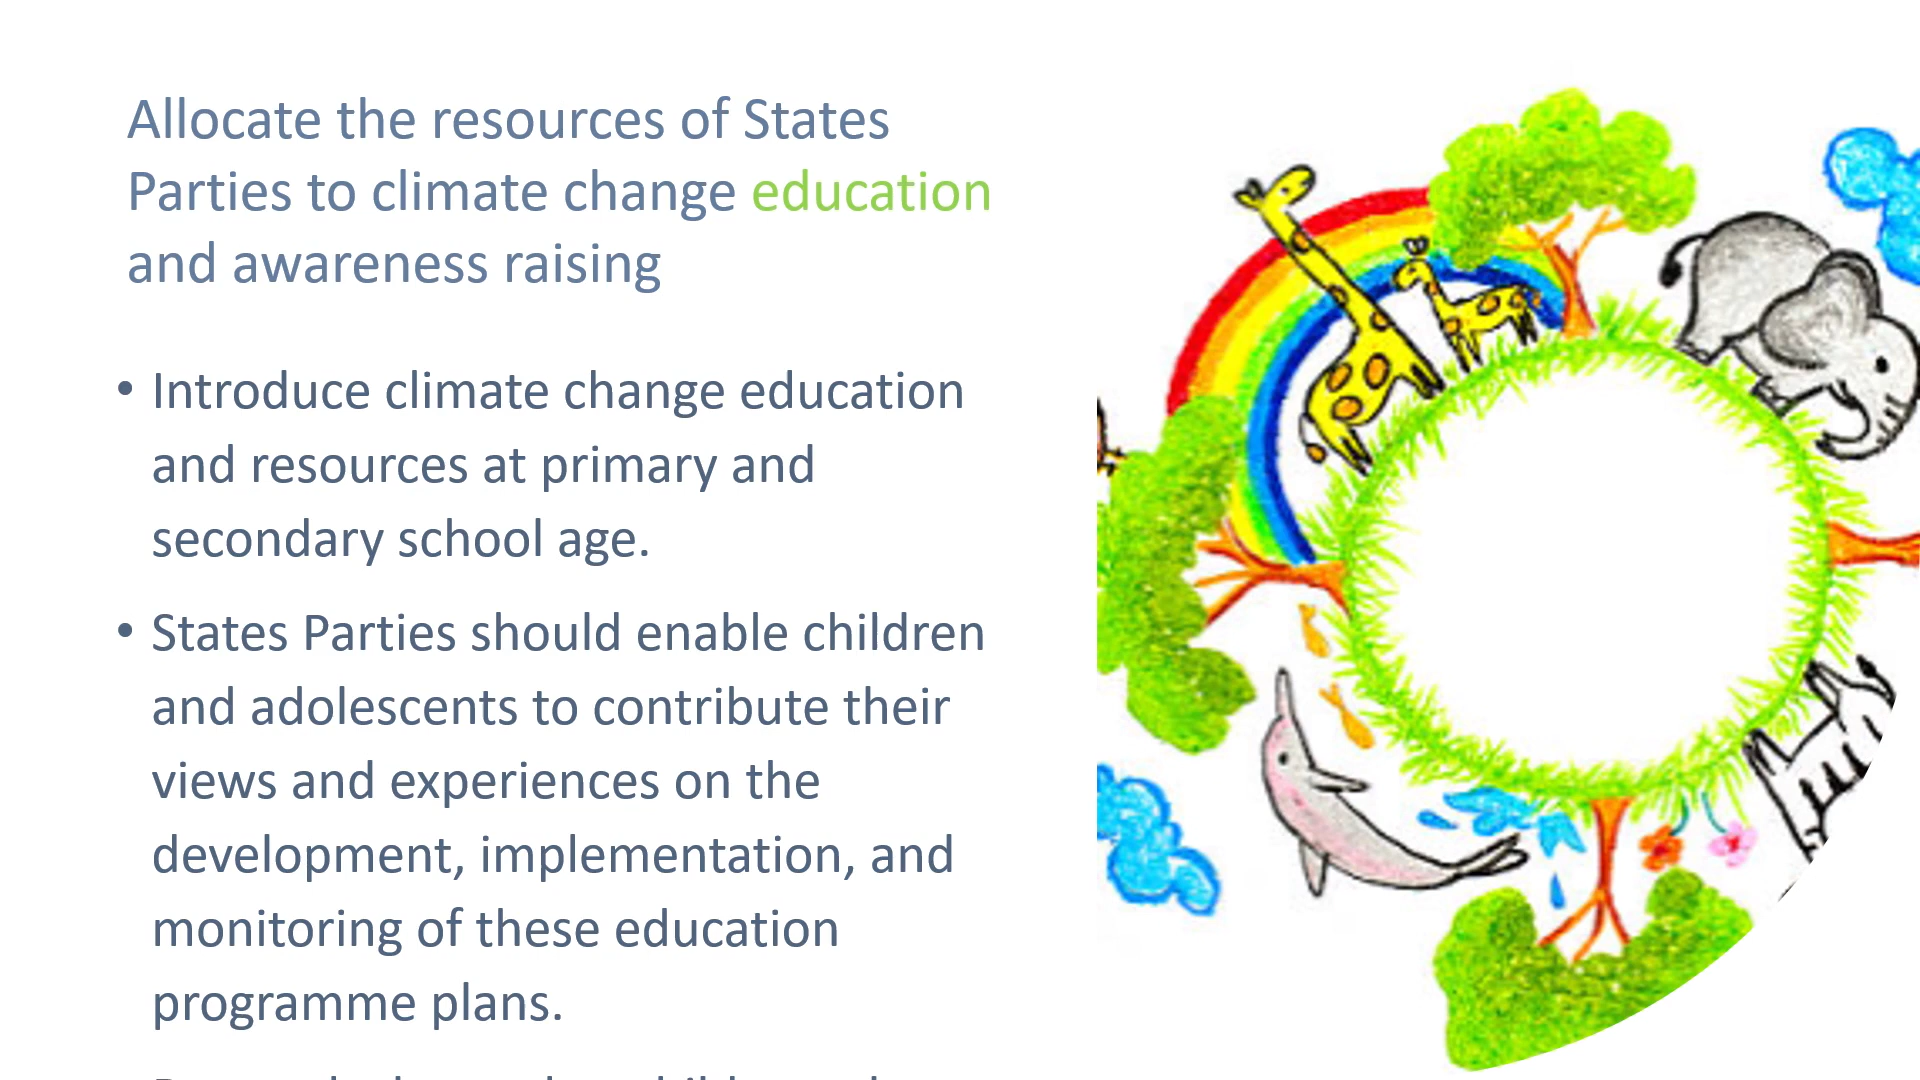 Allocate the resources of States
Parties to climate change education
and awareness raising
• Introduce climate change education
and resources at primary and
secondary school age.
• States Parties should enable children
and adolescents to contribute their
views and experiences on the
development, implementation, and
monitoring of these education
programme plans.